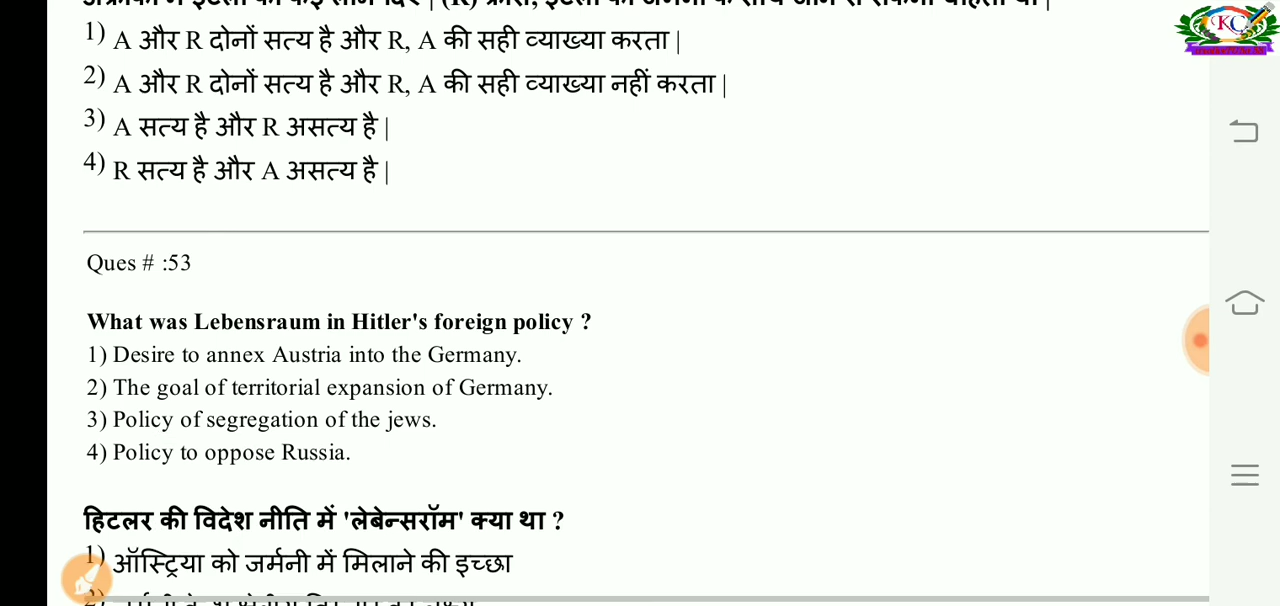 1) A और R दोनों सत्य है और R, A की सही व्याख्या करता |
2) A और R दोनों सत्य है और R, A की सही व्याख्या नहीं करता |
3) A सत्य है और R असत्य है |
4) R सत्य है और A असत्य है |
Ques # :53
What was Lebensraum in Hitler's foreign policy ?
1) Desire to annex Austria into the Germany.
2) The goal of territorial expansion of Germany.
3) Policy of segregation of the jews.
4) Policy to oppose Russia.
हिटलर की विदेश नीति में 'लेबेन्सरॉम' क्या था ?
1) ऑस्ट्रिया को जर्मनी में मिलाने की इच्छा
2)
KC